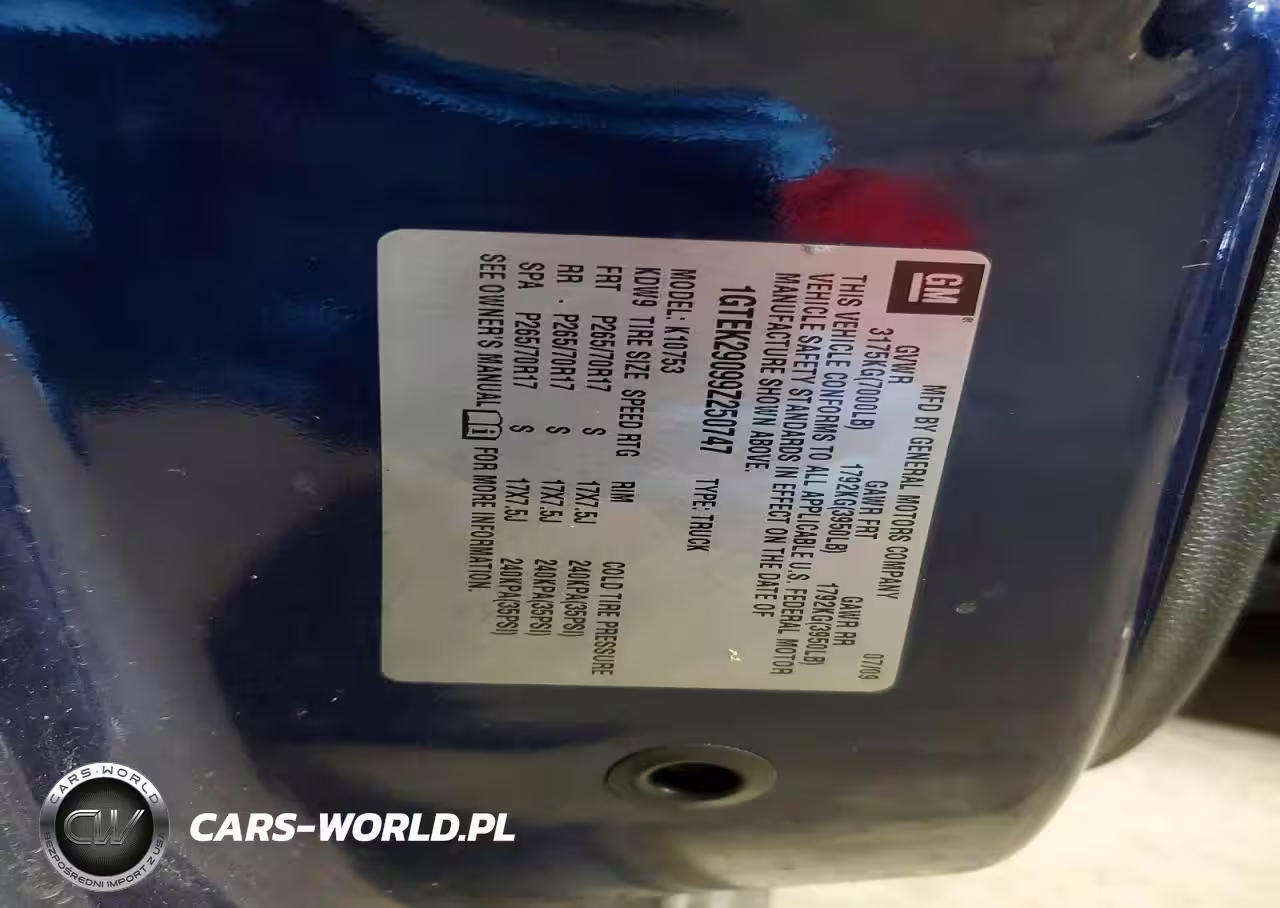 GM®
MFD BY GENERAL MOTORS COMPANY 07/09
GVWR GAWR FRT GAWR RR
3175KG(7000LB) 1792KG(3950LB) 1792KG(3950LB)
THIS VEHICLE CONFORMS TO ALL APPLICABLE U.S. FEDERAL MOTOR
VEHICLE SAFETY STANDARDS IN EFFECT ON THE DATE OF
MANUFACTURE SHOWN ABOVE.
1GTEK29099Z250747 TYPE: TRUCK
MODEL: K10753
KDW9 TIRE SIZE SPEED RTG RIM COLD TIRE PRESSURE
FRT P265/70R17 S 17X7.5J 240KPA(35PSI)
RR P265/70R17 S 17X7.5J 240KPA(35PSI)
SPA P265/70R17 S 17X7.5J 240KPA(35PSI)
SEE OWNER'S MANUAL FOR MORE INFORMATION.
CARS-WORLD
CW
BEZPOŚREDNI IMPORT Z USA
CARS-WORLD.PL